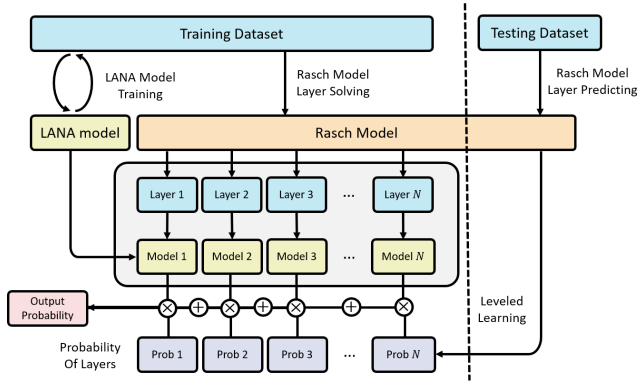 Training Dataset
Testing Dataset
LANA Model
Training
Rasch Model
Layer Solving
Rasch Model
Layer Predicting
LANA model
Rasch Model
Layer 1
Layer 2
Layer 3
...
Layer N
Model 1
Model 2
Model 3
...
Model N
Output
Probability
Leveled
Learning
Probability
Of Layers
Prob 1
Prob 2
Prob 3
...
Prob N